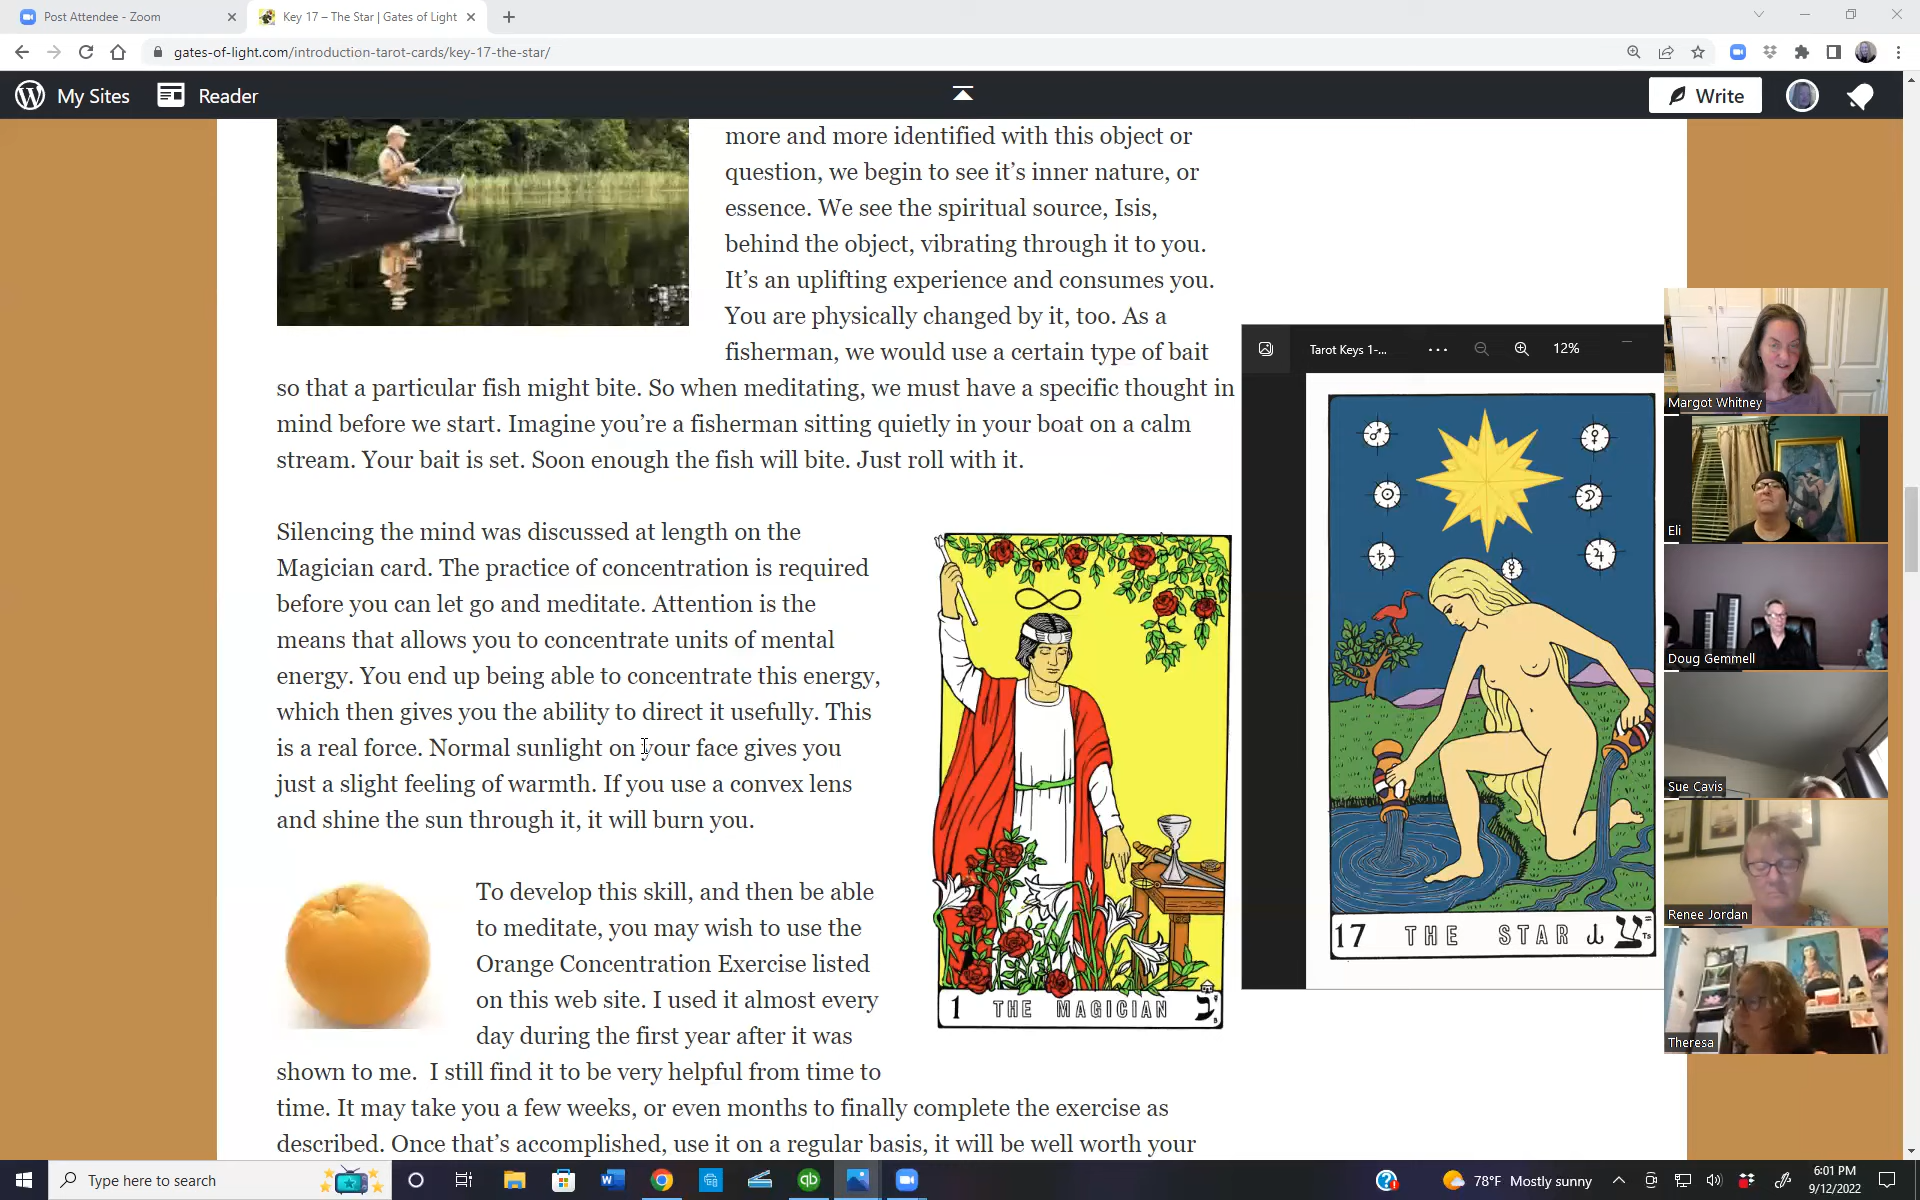 Post Attendee - Zoom
Key 17 – The Star | Gates of Light
gates-of-light.com/introduction-tarot-cards/key-17-the-star/
My Sites
Reader
Write
more and more identified with this object or
question, we begin to see it’s inner nature, or
essence. We see the spiritual source, Isis,
behind the object, vibrating through it to you.
It’s an uplifting experience and consumes you.
You are physically changed by it, too. As a
fisherman, we would use a certain type of bait
so that a particular fish might bite. So when meditating, we must have a specific thought in
mind before we start. Imagine you’re a fisherman sitting quietly in your boat on a calm
stream. Your bait is set. Soon enough the fish will bite. Just roll with it.
Silencing the mind was discussed at length on the
Magician card. The practice of concentration is required
before you can let go and meditate. Attention is the
means that allows you to concentrate units of mental
energy. You end up being able to concentrate this energy,
which then gives you the ability to direct it usefully. This
is a real force. Normal sunlight on your face gives you
just a slight feeling of warmth. If you use a convex lens
and shine the sun through it, it will burn you.
To develop this skill, and then be able
to meditate, you may wish to use the
Orange Concentration Exercise listed
on this web site. I used it almost every
day during the first year after it was
shown to me. I still find it to be very helpful from time to
time. It may take you a few weeks, or even months to finally complete the exercise as
described. Once that’s accomplished, use it on a regular basis, it will be well worth your
1 THE MAGICIAN ב B
Tarot Keys 1-...
12%
17 THE STAR צ Ts
Margot Whitney
Eli
Doug Gemmell
Sue Cavis
Renee Jordan
Theresa
Type here to search
78°F Mostly sunny
6:01 PM
9/12/2022